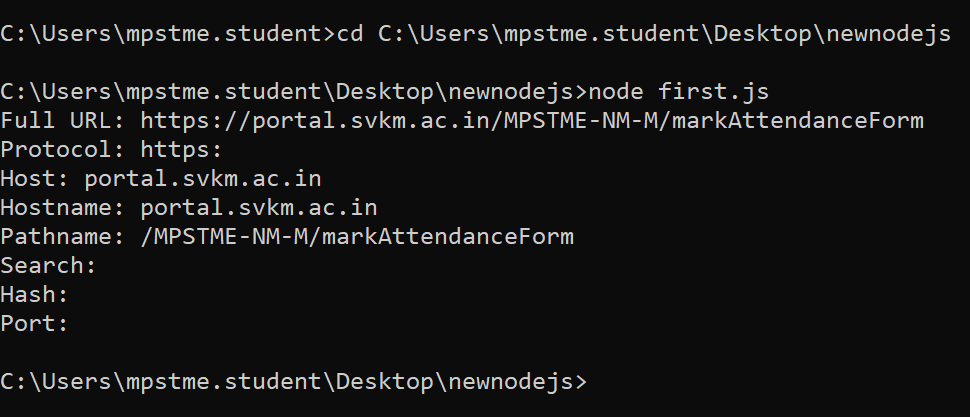 C:\Users\mpstme.student>cd C:\Users\mpstme.student\Desktop\newnodejs
C:\Users\mpstme.student\Desktop\newnodejs>node first.js
Full URL: https://portal.svkm.ac.in/MPSTME-NM-M/markAttendanceForm
Protocol: https:
Host: portal.svkm.ac.in
Hostname: portal.svkm.ac.in
Pathname: /MPSTME-NM-M/markAttendanceForm
Search:
Hash:
Port:
C:\Users\mpstme.student\Desktop\newnodejs>